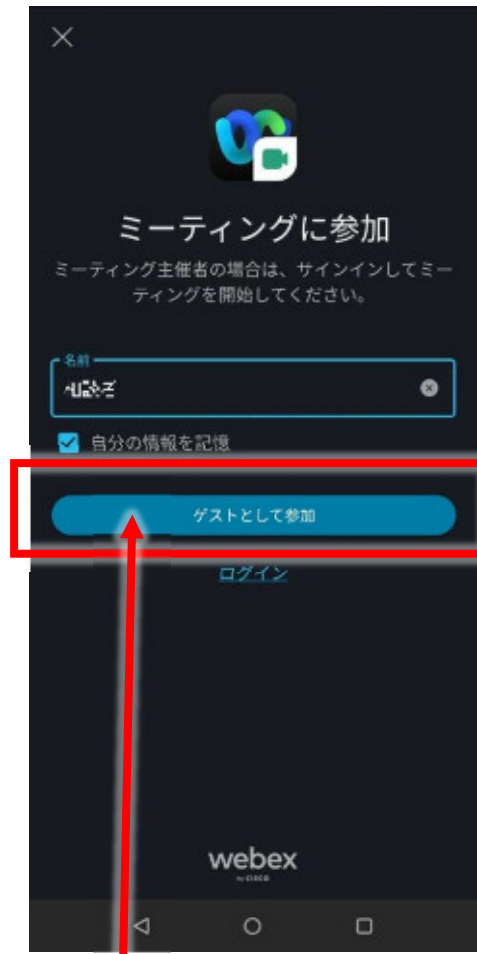 ミーティングに参加
ミーティング主催者の場合は、サインインしてミー
ティングを開始してください。
名前
自分の情報を記憶
ゲストとして参加
ログイン
webex
by CISCO